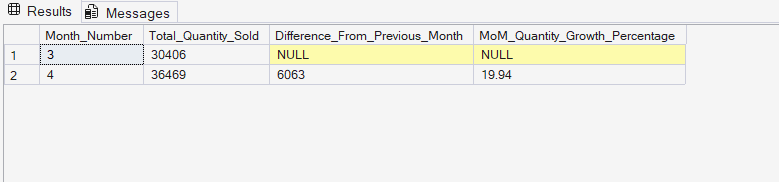 Results Messages
Month_Number Total_Quantity_Sold Difference_From_Previous_Month MoM_Quantity_Growth_Percentage
1 3 30406 NULL NULL
2 4 36469 6063 19.94